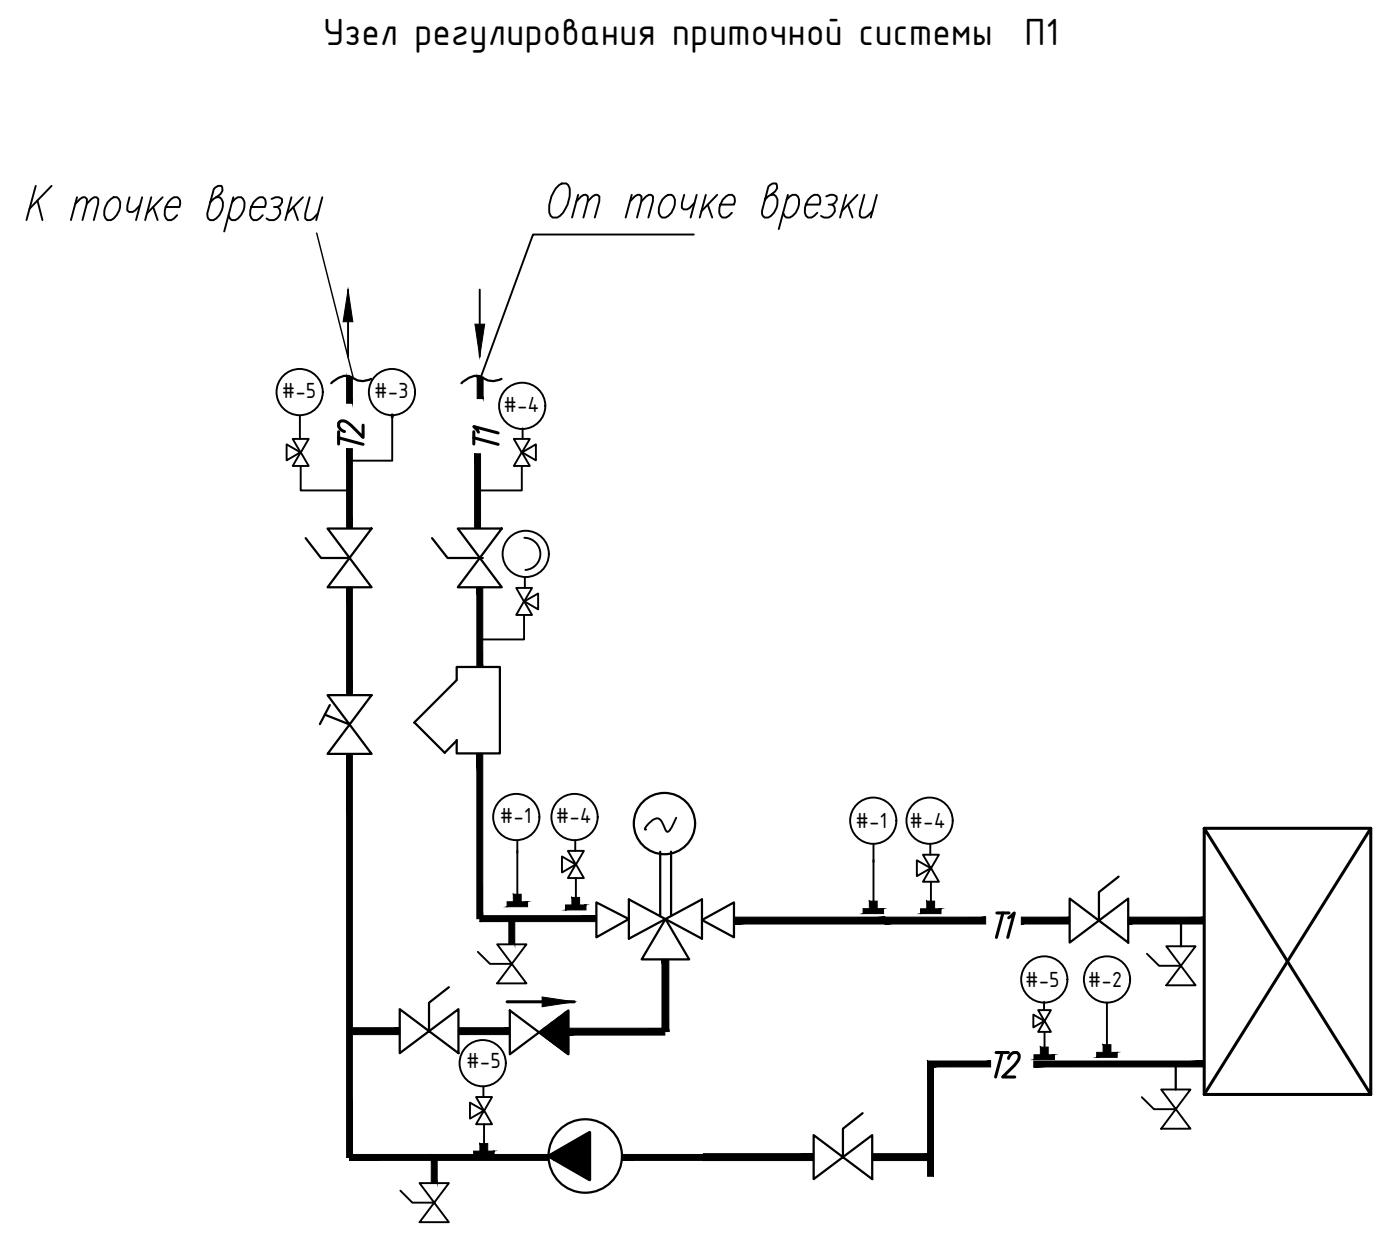 Узел регулирования приточной системы П1
К точке врезки
От точке врезки
#-5
#-3
#-4
Т2
Т1
#-1
#-4
#-1
#-4
Т1
#-5
#-2
#-5
Т2